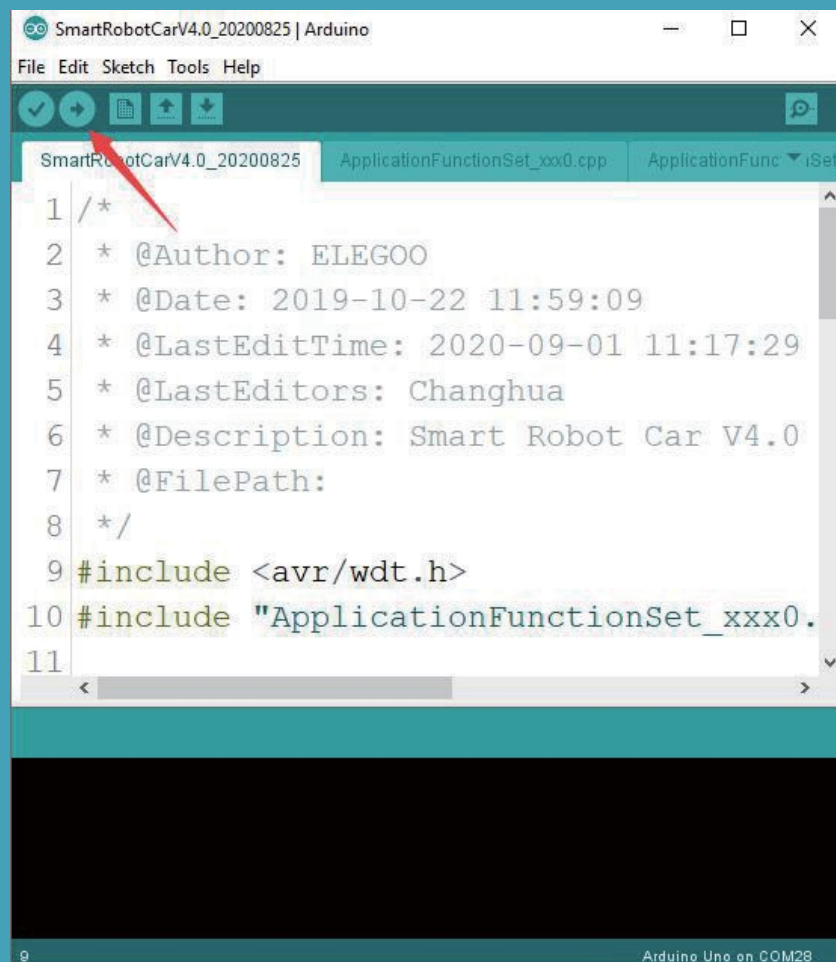 SmartRobotCarV4.0_20200825 | Arduino
File Edit Sketch Tools Help
SmartRobotCarV4.0_20200825 ApplicationFunctionSet_xxx0.cpp ApplicationFunc iSet
1 /*
2 * @Author: ELEGOO
3 * @Date: 2019-10-22 11:59:09
4 * @LastEditTime: 2020-09-01 11:17:29
5 * @LastEditors: Changhua
6 * @Description: Smart Robot Car V4.0
7 * @FilePath:
8 */
9 #include <avr/wdt.h>
10 #include "ApplicationFunctionSet_xxx0.
11
9 Arduino Uno on COM28